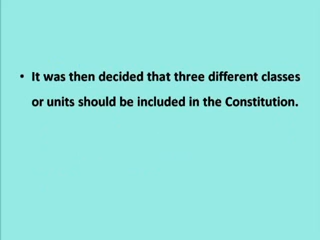 • It was then decided that three different classes
or units should be included in the Constitution.